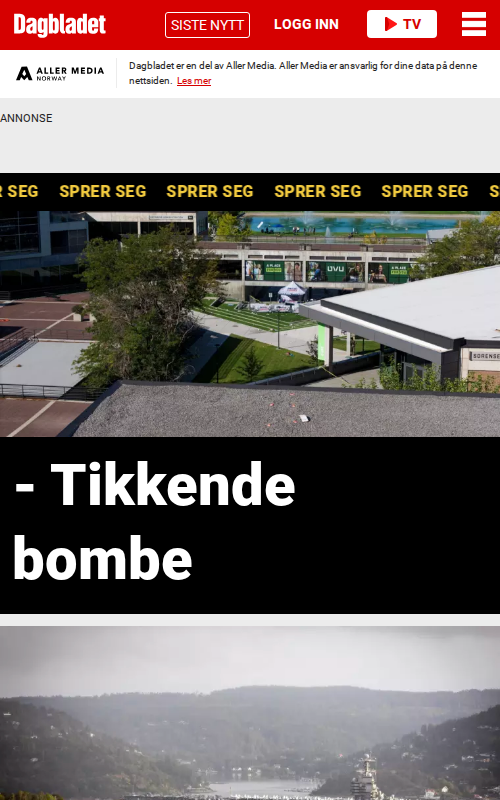 Dagbladet
SISTE NYTT
LOGG INN
TV
ALLER MEDIA
NORWAY
Dagbladet er en del av Aller Media. Aller Media er ansvarlig for dine data på denne
nettsiden. Les mer
ANNONSE
R SEG SPRER SEG SPRER SEG SPRER SEG SPRER SEG S
UVU
SORENSE
- Tikkende
bombe